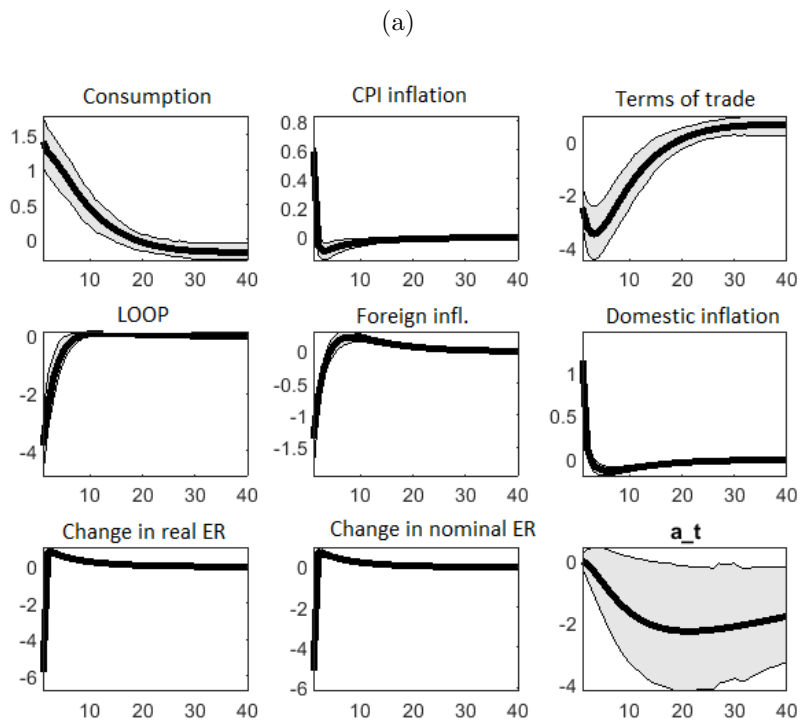 (a)
Consumption
1.5
1
0.5
0
10 20 30 40
CPI inflation
0.8
0.6
0.4
0.2
0
10 20 30 40
Terms of trade
0
-2
-4
10 20 30 40
LOOP
0
-2
-4
10 20 30 40
Foreign infl.
0
-0.5
-1
-1.5
10 20 30 40
Domestic inflation
1
0.5
0
10 20 30 40
Change in real ER
0
-2
-4
-6
10 20 30 40
Change in nominal ER
0
-2
-4
-6
10 20 30 40
a_t
0
-2
-4
10 20 30 40